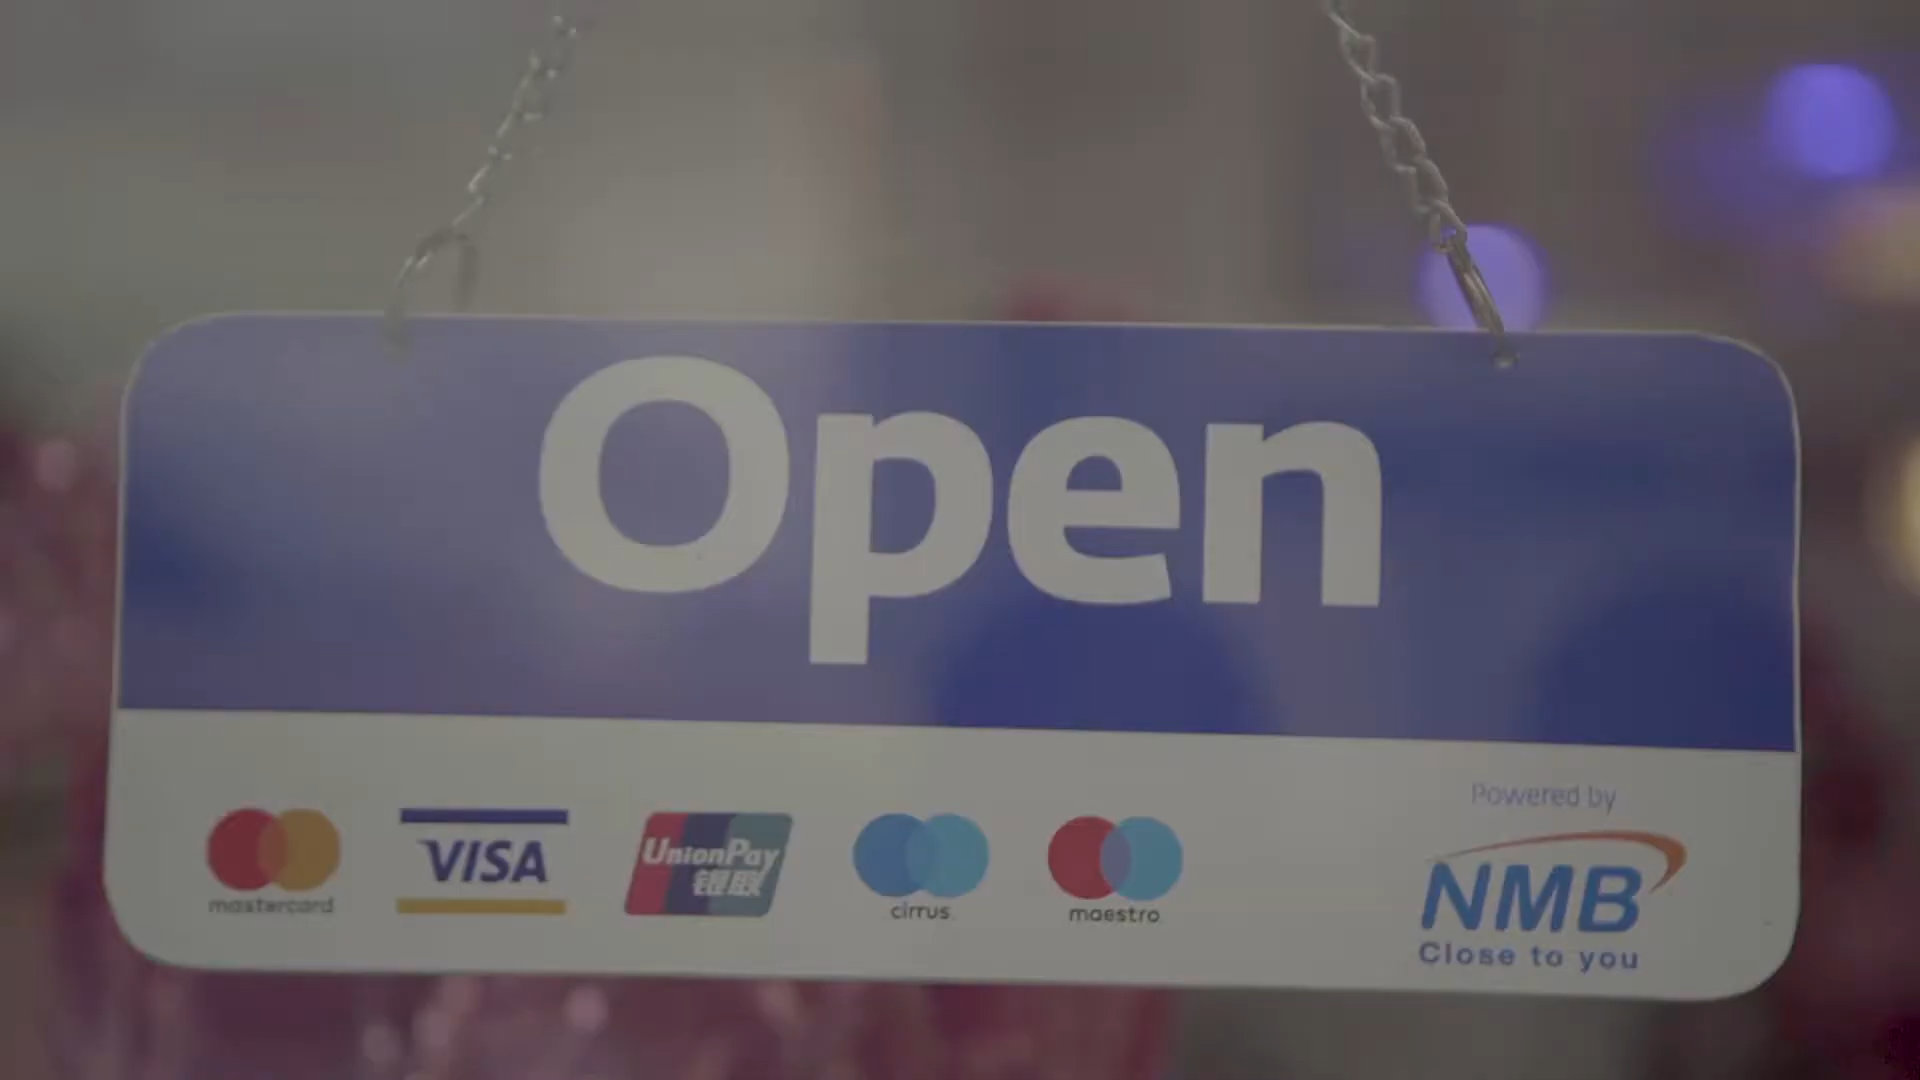 Open
mastercard
VISA
UnionPay
银联
cirrus
maestro
Powered by
NMB
Close to you